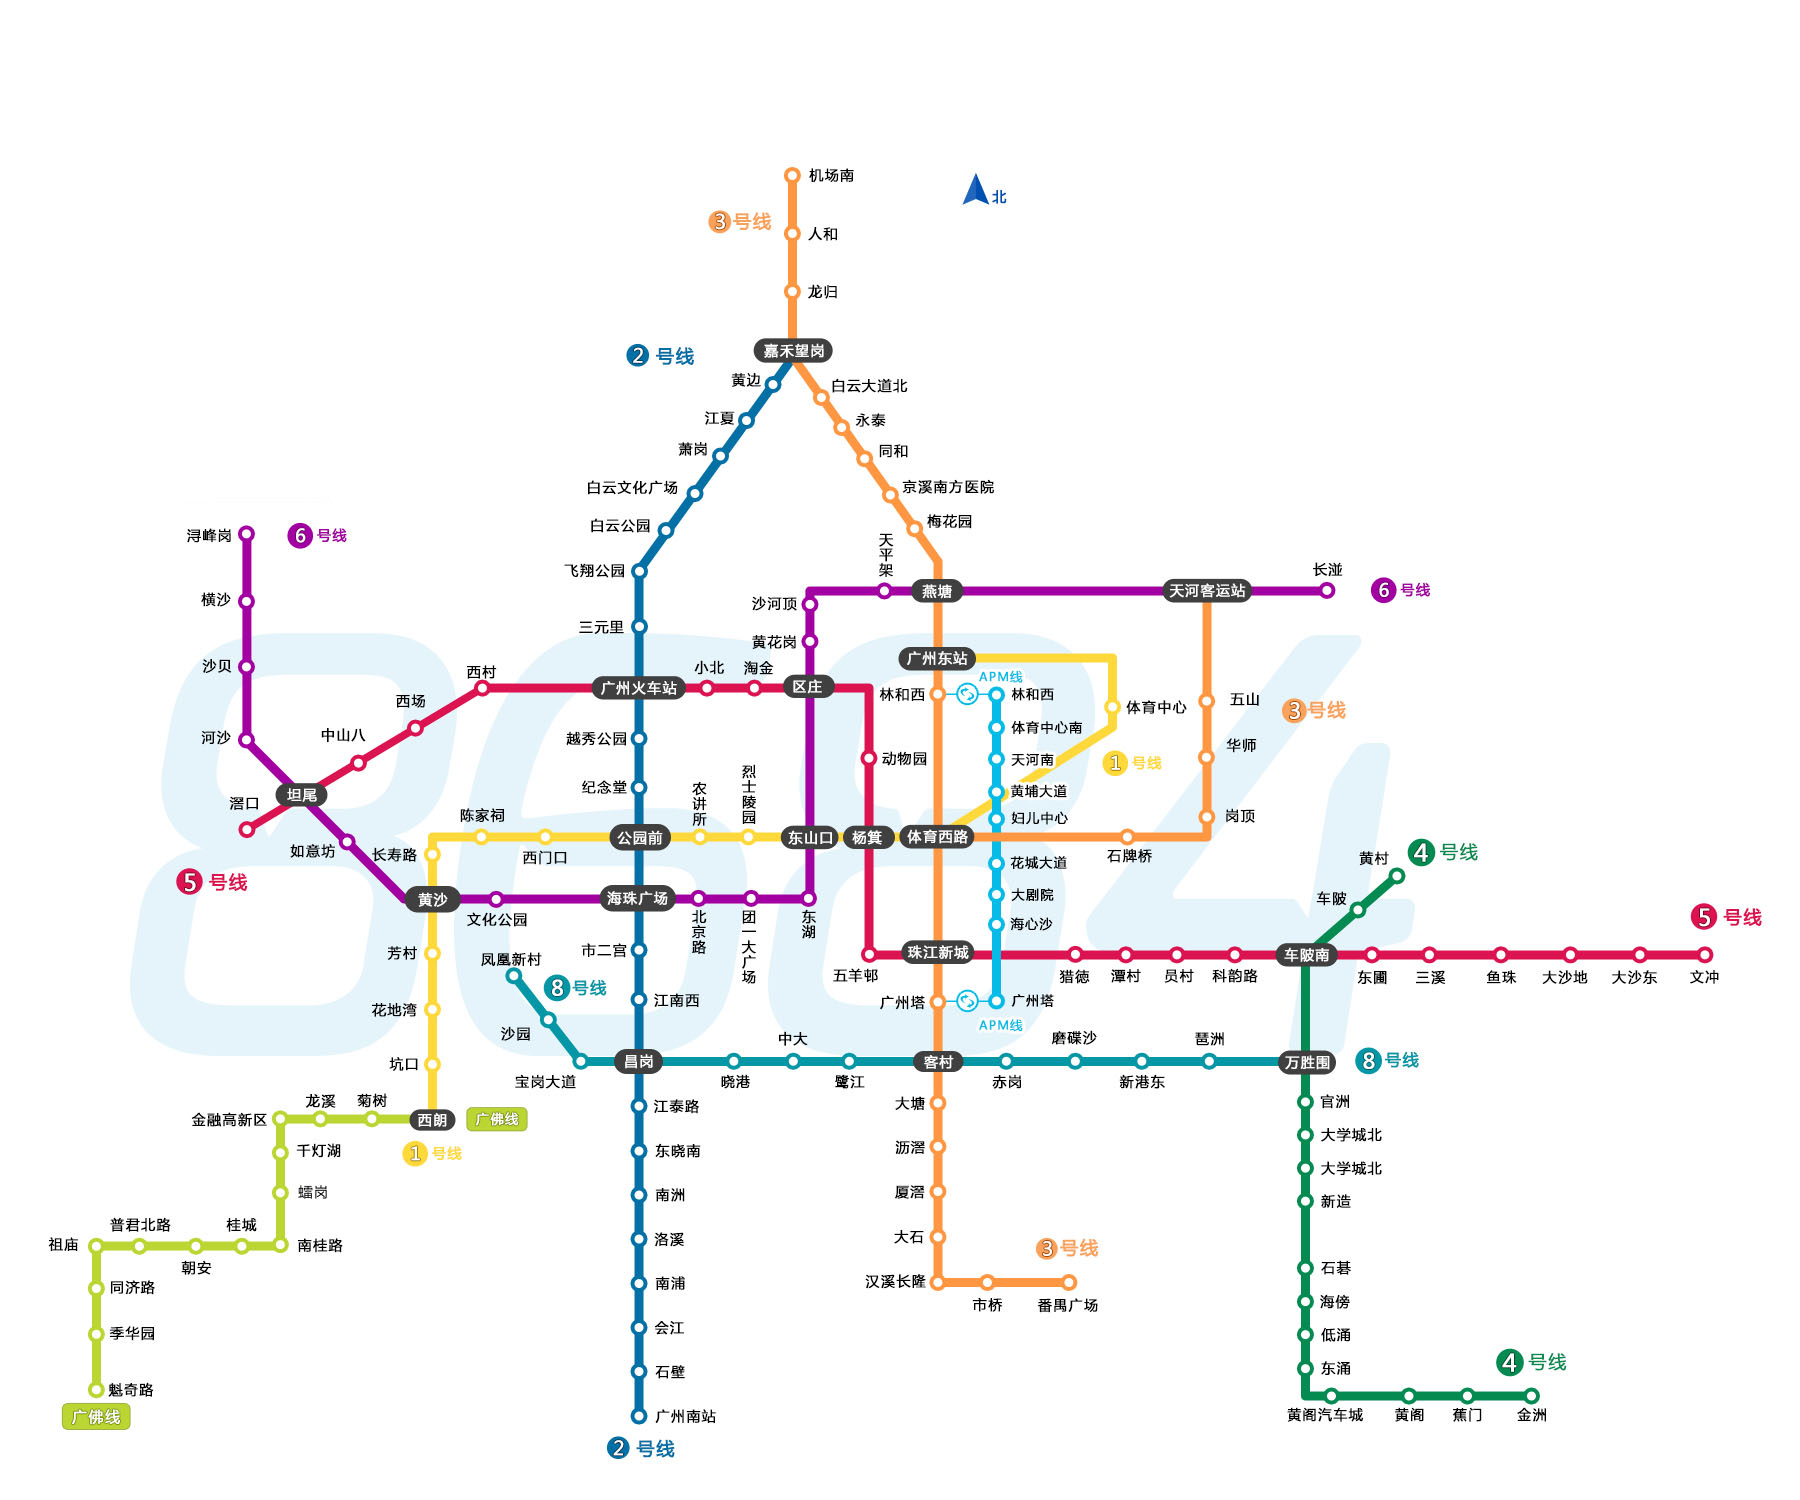 机场南
北
3号线
人和
龙归
2 号线
嘉禾望岗
黄边
白云大道北
江夏
永泰
萧岗
同和
白云文化广场
京溪南方医院
白云公园
梅花园
浔峰岗
6 号线
天平架
飞翔公园
长湴
沙河顶
燕塘
天河客运站
6 号线
横沙
三元里
黄花岗
沙贝
西村
小北
淘金
广州东站
APM线
广州火车站
区庄
林和西
林和西
西场
体育中心
五山
3号线
中山八
河沙
越秀公园
体育中心南
华师
动物园
天河南
1 号线
坦尾
滘口
纪念堂
农讲所
烈士陵园
黄埔大道
陈家祠
妇儿中心
岗顶
公园前
东山口
杨箕
体育西路
如意坊
长寿路
西门口
石牌桥
花城大道
黄村
4 号线
5 号线
黄沙
海珠广场
大剧院
车陂
文化公园
北京路
团一大广场
东湖
海心沙
5 号线
芳村
市二宫
珠江新城
车陂南
凤凰新村
五羊邨
猎德
潭村
员村
科韵路
东圃
三溪
鱼珠
大沙地
大沙东
文冲
8 号线
花地湾
江南西
广州塔
广州塔
沙园
APM线
中大
磨碟沙
琶洲
坑口
昌岗
客村
万胜围
8 号线
宝岗大道
晓港
鹭江
赤岗
新港东
龙溪
菊树
江泰路
大塘
官洲
金融高新区
西朗
广佛线
大学城北
千灯湖
1 号线
东晓南
沥滘
大学城北
蠕岗
南洲
厦滘
新造
普君北路
桂城
祖庙
南桂路
洛溪
大石
3号线
朝安
石碁
同济路
南浦
汉溪长隆
市桥
番禺广场
海傍
季华园
会江
低涌
魁奇路
石壁
东涌
4 号线
广佛线
广州南站
黄阁汽车城
黄阁
蕉门
金洲
2 号线
8684